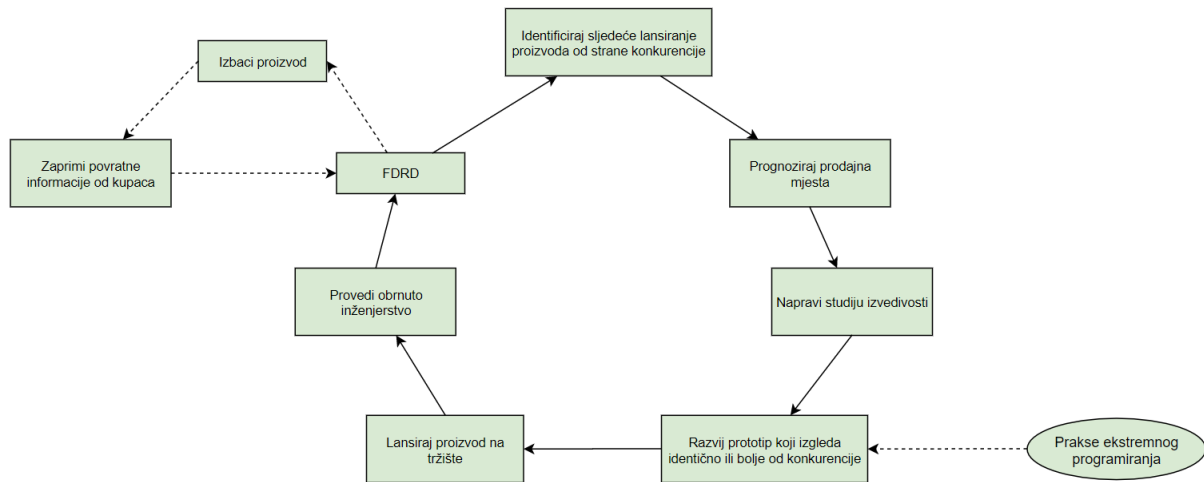 Identificiraj sljedeće lansiranje
proizvoda od strane konkurencije
Izbaci proizvod
Zaprimi povratne
informacije od kupaca
FDRD
Prognoziraj prodajna
mjesta
Provedi obrnuto
inženjerstvo
Napravi studiju izvedivosti
Lansiraj proizvod na
tržište
Razvij prototip koji izgleda
identično ili bolje od konkurencije
Prakse ekstremnog
programiranja